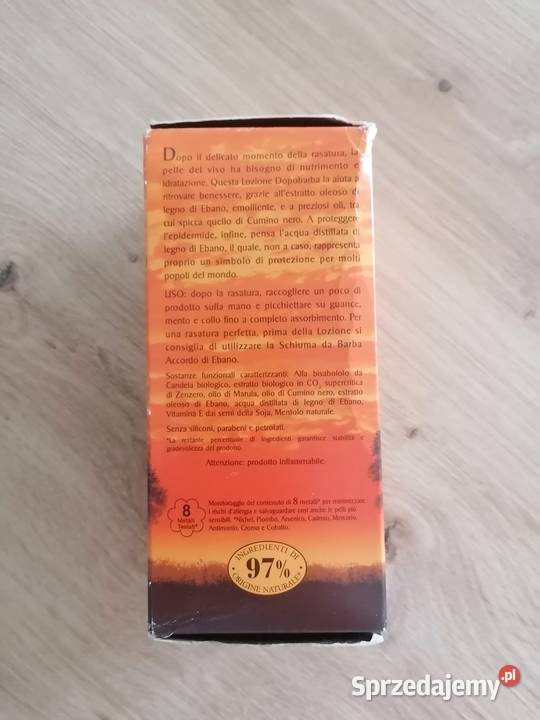 Dopo il delicato momento della rasatura, la
pelle del viso ha bisogno di nutrimento e
idratazione. Questa Lozione Dopobarba la aiuta a
ritrovare benessere, grazie all'estratto oleoso di
legno di Ebano, emolliente, e a preziosi oli, tra
cui spicca quello di Cumino nero. A proteggere
l'epidermide, infine, pensa l'acqua distillata di
legno di Ebano, il quale, non a caso, rappresenta
proprio un simbolo di protezione per molti
popoli del mondo.
USO: dopo la rasatura, raccogliere un poco di
prodotto sulla mano e picchiettare su guance,
mento e collo fino a completo assorbimento. Per
una rasatura perfetta, prima della Lozione si
consiglia di utilizzare la Schiuma da Barba
Accordo di Ebano.
Sostanze funzionali caratterizzanti: Alfa bisabololo da
Candeia biologico, estratto biologico in CO2 supercritica
di Zenzero, olio di Marula, olio di Cumino nero, estratto
oleoso di Ebano, acqua distillata di legno di Ebano,
Vitamina E dai semi della Soja, Mentolo naturale.
Senza siliconi, parabeni e petrolati.
*La restante percentuale di ingredienti garantisce stabilità e
gradevolezza del prodotto.
Attenzione: prodotto infiammabile.
8
Metalli
Testati*
Monitoraggio del contenuto di 8 metalli* per minimizzare
i rischi d'allergia e salvaguardare così anche le pelli più
sensibili. *Nichel, Piombo, Arsenico, Cadmio, Mercurio,
Antimonio, Cromo e Cobalto.
INGREDIENTI DI
97%
ORIGINE NATURALE*
Sprzedajemy.pl